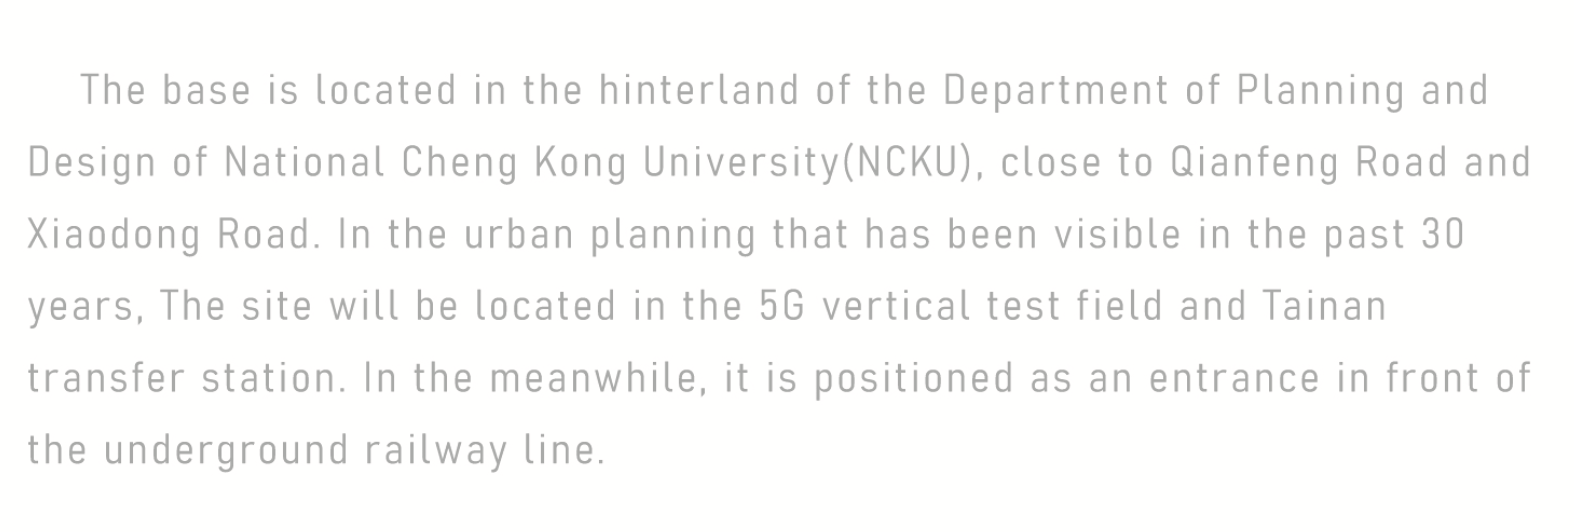 The base is located in the hinterland of the Department of Planning and
Design of National Cheng Kong University(NCKU), close to Qianfeng Road and
Xiaodong Road. In the urban planning that has been visible in the past 30
years, The site will be located in the 5G vertical test field and Tainan
transfer station. In the meanwhile, it is positioned as an entrance in front of
the underground railway line.